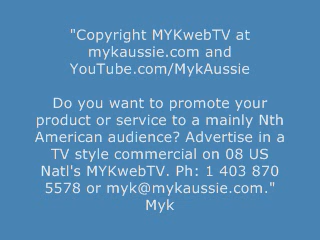 "Copyright MYKwebTV at
mykaussie.com and
YouTube.com/MykAussie
Do you want to promote your
product or service to a mainly Nth
American audience? Advertise in a
TV style commercial on 08 US
Natl's MYKwebTV. Ph: 1 403 870
5578 or myk@mykaussie.com."
Myk